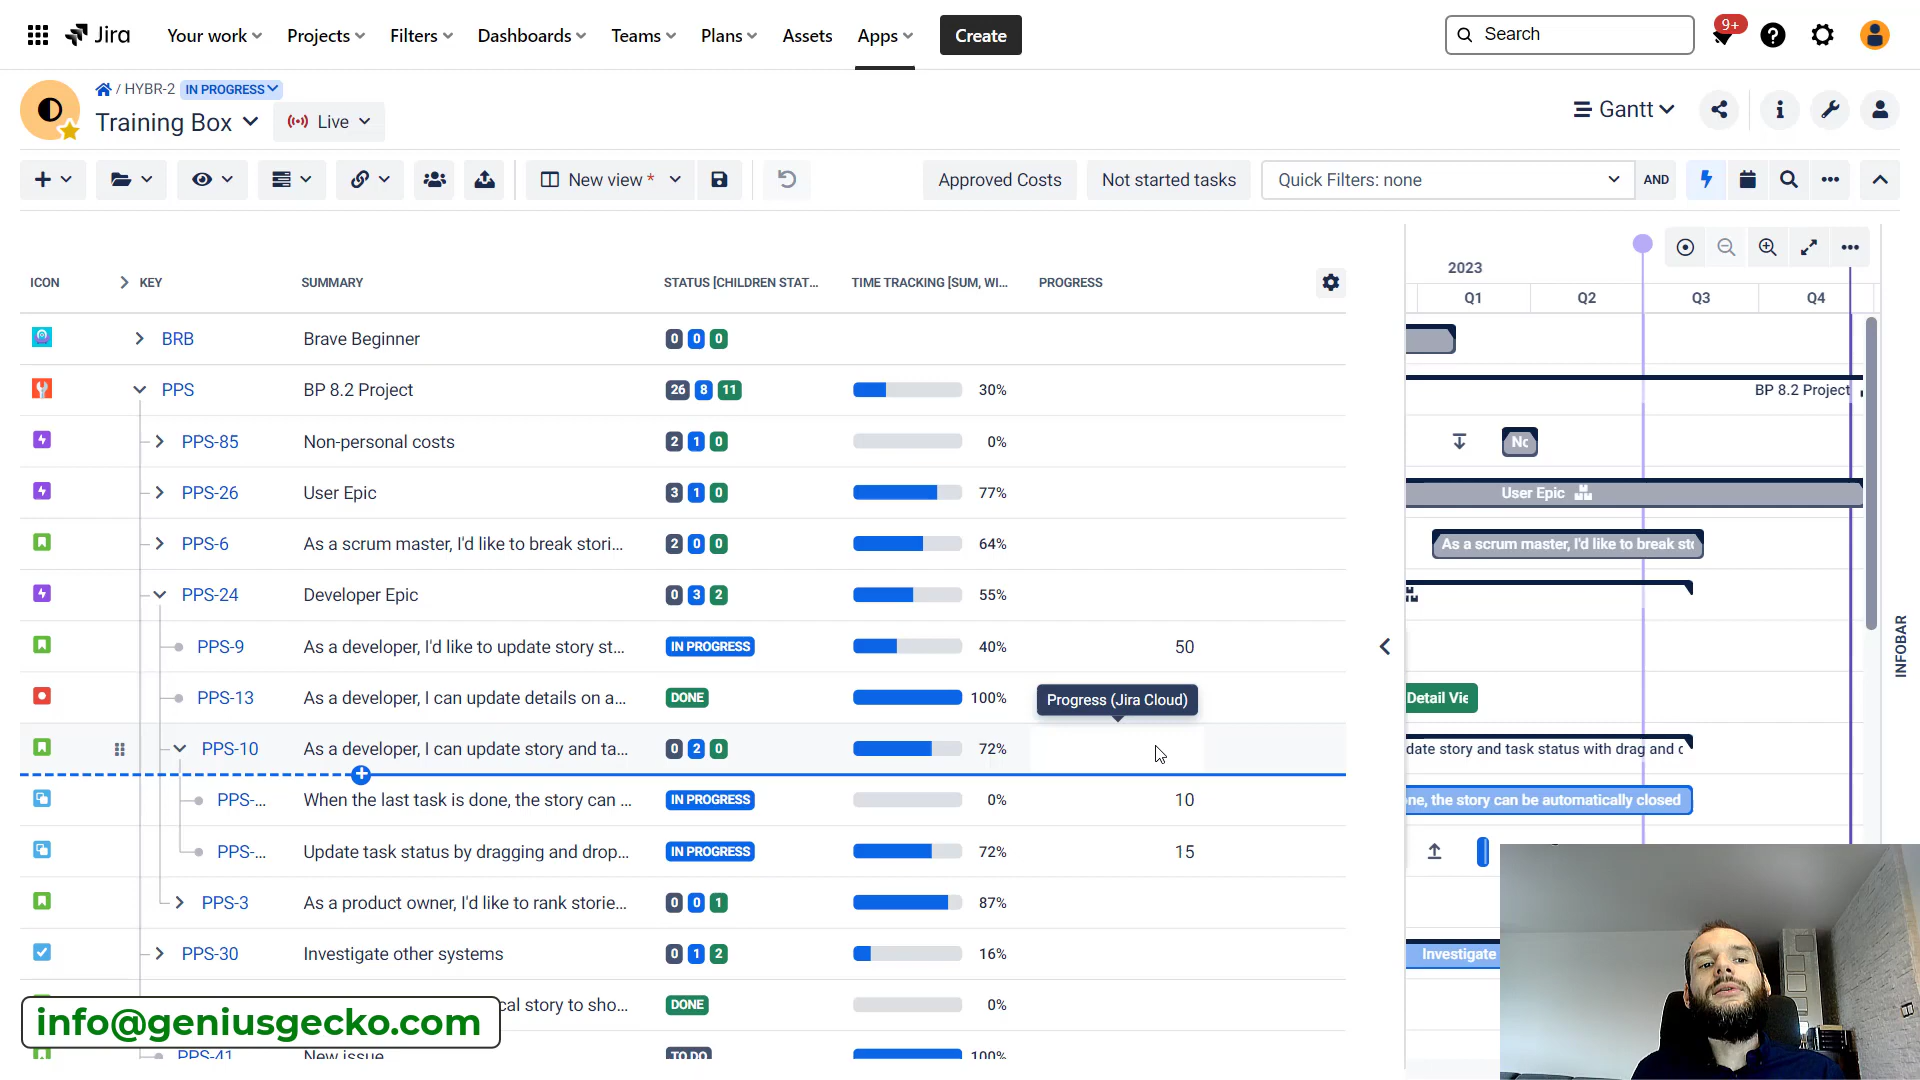 Jira Your work Projects Filters Dashboards Teams Plans Assets Apps Create Search 9+
/ HYBR-2 IN PROGRESS
Training Box Live Gantt
New view * Approved Costs Not started tasks Quick Filters: none AND
ICON KEY SUMMARY STATUS [CHILDREN STAT... TIME TRACKING [SUM, WI... PROGRESS
2023
Q1 Q2 Q3 Q4
BRB Brave Beginner 0 0 0
PPS BP 8.2 Project 26 8 11 30% BP 8.2 Project
PPS-85 Non-personal costs 2 1 0 0% Nc
PPS-26 User Epic 3 1 0 77% User Epic
PPS-6 As a scrum master, I'd like to break stori... 2 0 0 64% As a scrum master, I'd like to break sto
PPS-24 Developer Epic 0 3 2 55%
PPS-9 As a developer, I'd like to update story st... IN PROGRESS 40% 50
PPS-13 As a developer, I can update details on a... DONE 100% Progress (Jira Cloud) Detail Vie
PPS-10 As a developer, I can update story and ta... 0 2 0 72% date story and task status with drag and c
PPS-... When the last task is done, the story can ... IN PROGRESS 0% 10 one, the story can be automatically closed
PPS-... Update task status by dragging and drop... IN PROGRESS 72% 15
PPS-3 As a product owner, I'd like to rank storie... 0 0 1 87%
PPS-30 Investigate other systems 0 1 2 16% Investigate
cal story to sho... DONE 0%
PPS-41 New issue TO DO 100%
INFOBAR
info@geniusgecko.com